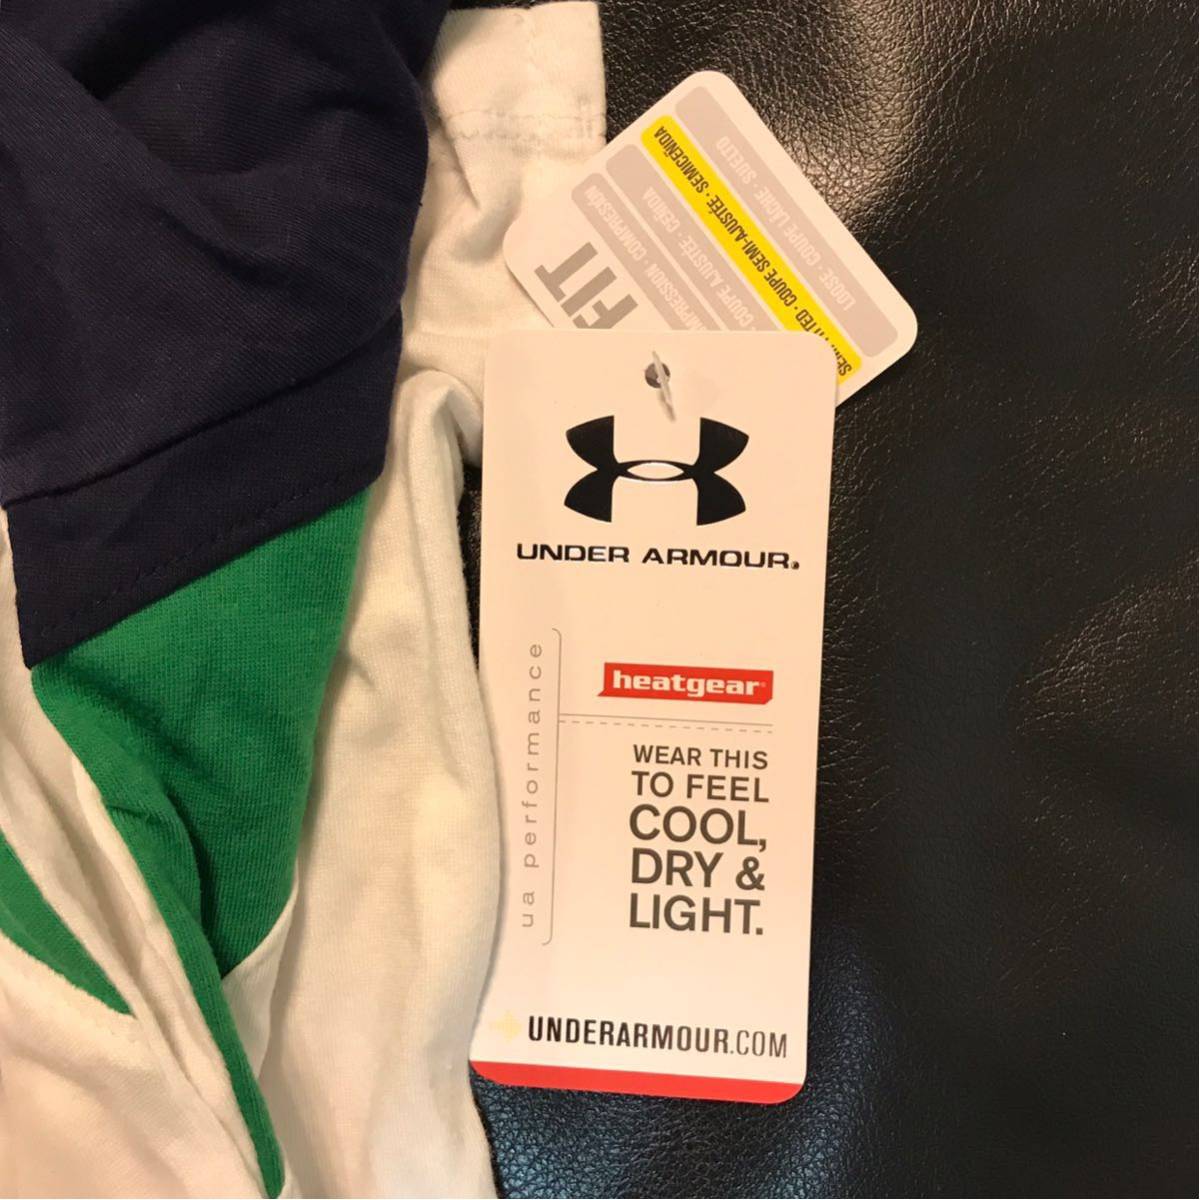 LOOSE · COUPE LÂCHE · SUELTO
COUPE SEMI-AJUSTÉE · SEMICEÑIDA
COUPE AJUSTÉE · CEÑIDA
COMPRESSION · COMPRESIÓN
FIT
UNDER ARMOUR®
heatgear®
ua performance
WEAR THIS
TO FEEL
COOL,
DRY &
LIGHT.
UNDERARMOUR.COM